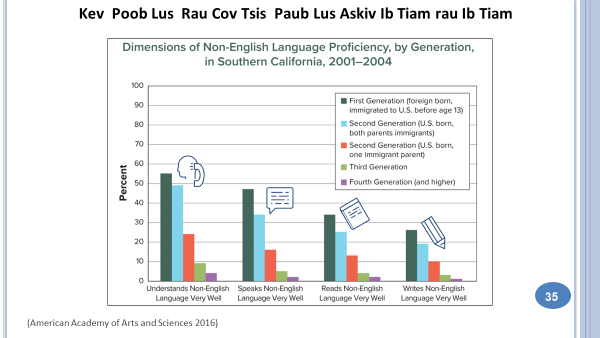 Kev Poob Lus Rau Cov Tsis Paub Lus Askiv Ib Tiam rau Ib Tiam
Dimensions of Non-English Language Proficiency, by Generation,
in Southern California, 2001–2004
Percent
100
90
80
70
60
50
40
30
20
10
0
First Generation (foreign born,
immigrated to U.S. before age 13)
Second Generation (U.S. born,
both parents immigrants)
Second Generation (U.S. born,
one immigrant parent)
Third Generation
Fourth Generation (and higher)
Understands Non-English
Language Very Well
Speaks Non-English
Language Very Well
Reads Non-English
Language Very Well
Writes Non-English
Language Very Well
35
(American Academy of Arts and Sciences 2016)